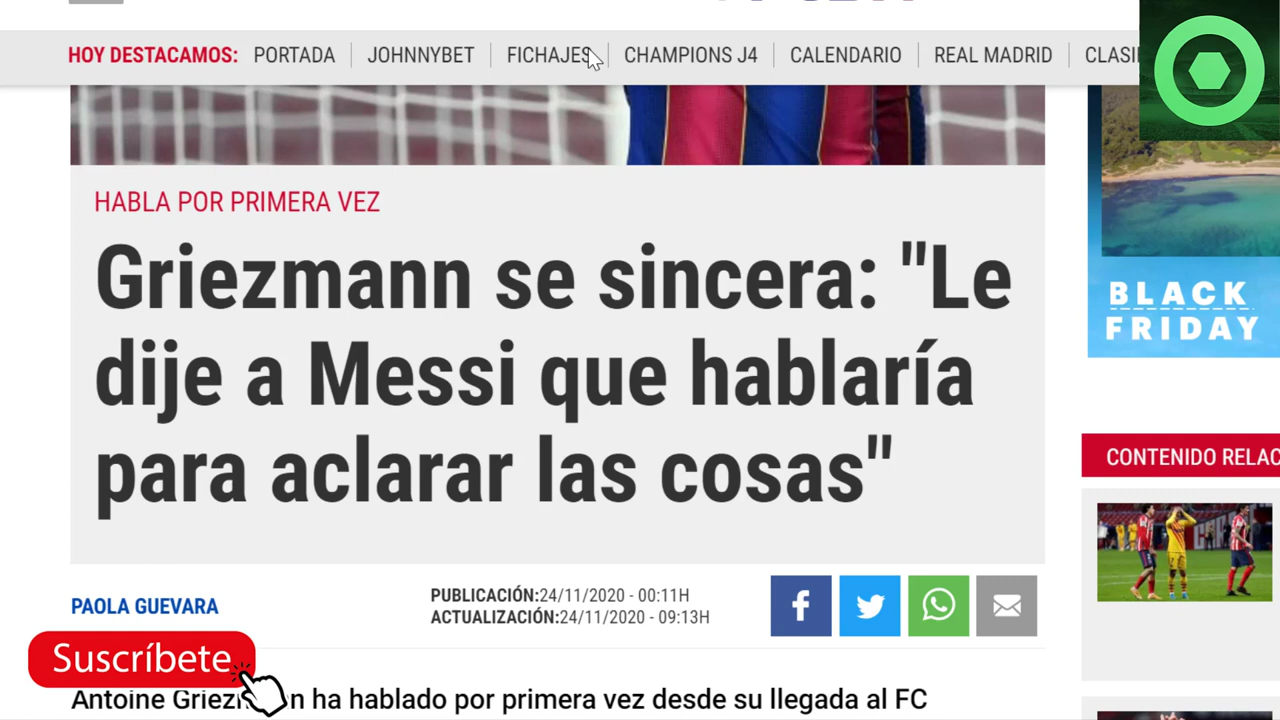 HOY DESTACAMOS: PORTADA JOHNNYBET FICHAJES CHAMPIONS J4 CALENDARIO REAL MADRID
HABLA POR PRIMERA VEZ
Griezmann se sincera: "Le
dije a Messi que hablaría
para aclarar las cosas"
BLACK
FRIDAY
CONTENIDO
PAOLA GUEVARA
PUBLICACIÓN:24/11/2020 - 00:11H
ACTUALIZACIÓN:24/11/2020 - 09:13H
Suscríbete
Antoine ha hablado por primera vez desde su llegada al FC